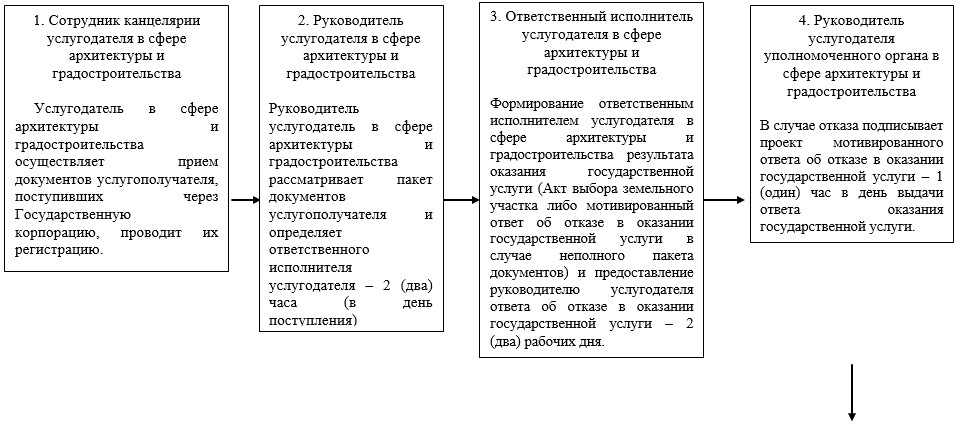 1. Сотрудник канцелярии
услугодателя в сфере
архитектуры и
градостроительства
Услугодатель в сфере
архитектуры и
градостроительства
осуществляет прием
документов услугополучателя,
поступивших через
Государственную
корпорацию, проводит их
регистрацию.
2. Руководитель
услугодателя в сфере
архитектуры и
градостроительства
Руководитель
услугодатель в сфере
архитектуры и
градостроительства
рассматривает пакет
документов
услугополучателя и
определяет
ответственного
исполнителя
услугодателя – 2 (два)
часа (в день
поступления)
3. Ответственный исполнитель
услугодателя в сфере
архитектуры и
градостроительства
Формирование ответственным
исполнителем услугодателя в
сфере архитектуры и
градостроительства результата
оказания государственной
услуги (Акт выбора земельного
участка либо мотивированный
ответ об отказе в оказании
государственной услуги в
случае неполного пакета
документов) и предоставление
руководителю услугодателя
ответа об отказе в оказании
государственной услуги – 2
(два) рабочих дня.
4. Руководитель
услугодателя
уполномоченного органа в
сфере архитектуры и
градостроительства
В случае отказа подписывает
проект мотивированного
ответа об отказе в оказании
государственной услуги – 1
(один) час в день выдачи
ответа оказания
государственной услуги.